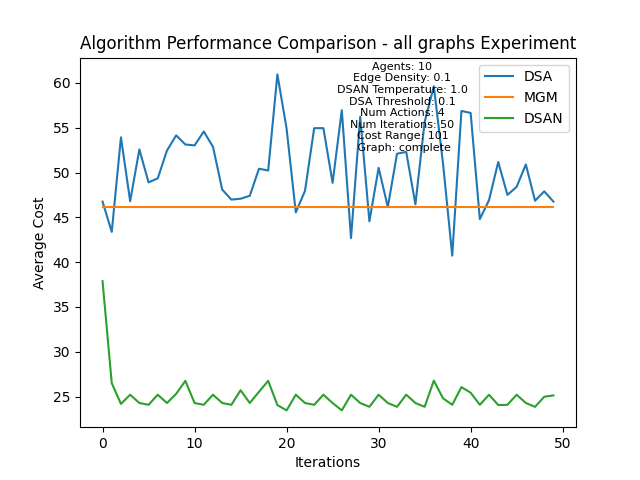 Algorithm Performance Comparison - all graphs Experiment
Agents: 10
Edge Density: 0.1
DSAN Temperature: 1.0
DSA Threshold: 0.1
Num Actions: 4
Num Iterations: 50
Cost Range: 101
Graph: complete
DSA
MGM
DSAN
60
55
50
45
40
35
30
25
Average Cost
0 10 20 30 40 50
Iterations